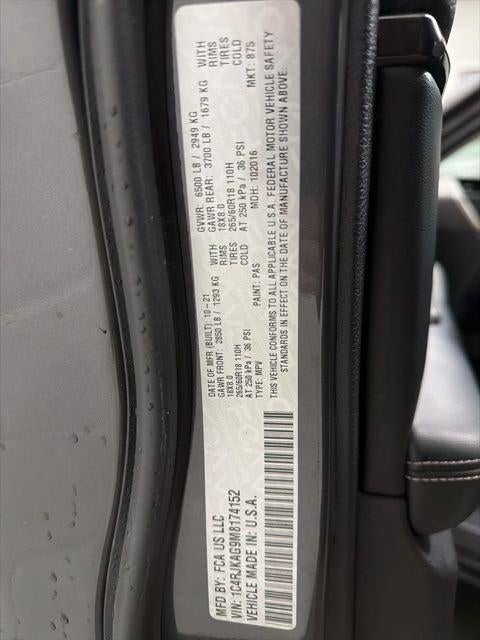 MFD BY: FCA US LLC
DATE OF MFR (BUILT): 10-21 GVWR: 6500 LB / 2949 KG
GAWR FRONT: 2850 LB / 1293 KG WITH GAWR REAR: 3700 LB / 1679 KG WITH
18X8.0 RIMS 18X8.0 RIMS
265/60R18 110H TIRES 265/60R18 110H TIRES
AT 250 kPa / 36 PSI COLD AT 250 kPa / 36 PSI COLD
TYPE: MPV PAINT: PAS MDH: 102016 MKT: B75
VIN: 1C4RJKAG9M8174152
VEHICLE MADE IN: U.S.A.
THIS VEHICLE CONFORMS TO ALL APPLICABLE U.S.A. FEDERAL MOTOR VEHICLE SAFETY
STANDARDS IN EFFECT ON THE DATE OF MANUFACTURE SHOWN ABOVE.